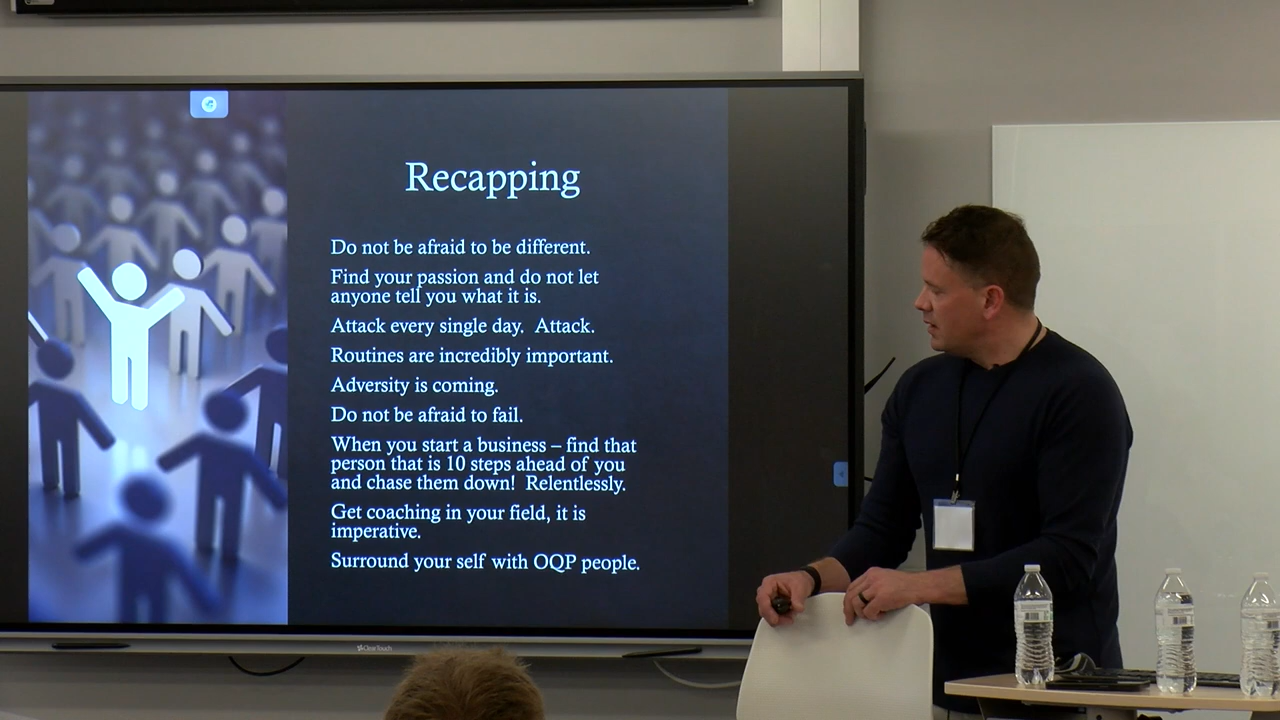 Recapping
Do not be afraid to be different.
Find your passion and do not let
anyone tell you what it is.
Attack every single day.  Attack.
Routines are incredibly important.
Adversity is coming.
Do not be afraid to fail.
When you start a business – find that
person that is 10 steps ahead of you
and chase them down!  Relentlessly.
Get coaching in your field, it is
imperative.
Surround your self with OQP people.
ClearTouch